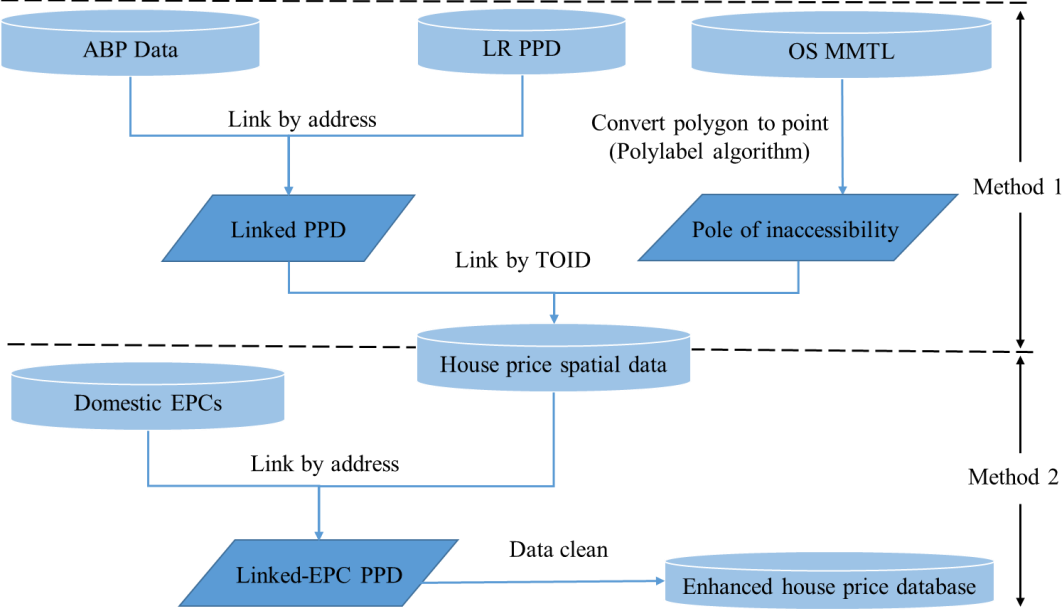 ABP Data
LR PPD
OS MMTL
Link by address
Convert polygon to point
(Polylabel algorithm)
Method 1
Linked PPD
Pole of inaccessibility
Link by TOID
House price spatial data
Domestic EPCs
Link by address
Method 2
Data clean
Linked-EPC PPD
Enhanced house price database